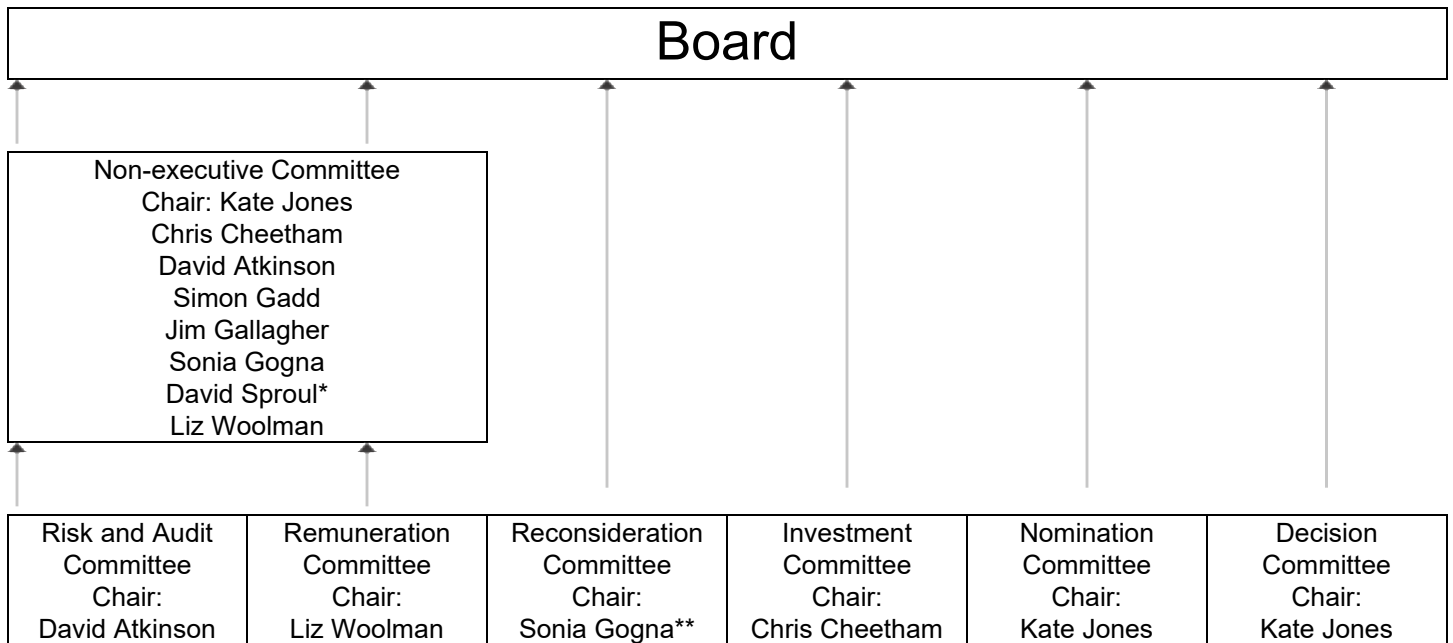 Board
Non-executive Committee
Chair: Kate Jones
Chris Cheetham
David Atkinson
Simon Gadd
Jim Gallagher
Sonia Gogna
David Sproul*
Liz Woolman
Risk and Audit
Committee
Chair:
David Atkinson
Remuneration
Committee
Chair:
Liz Woolman
Reconsideration
Committee
Chair:
Sonia Gogna**
Investment
Committee
Chair:
Chris Cheetham
Nomination
Committee
Chair:
Kate Jones
Decision
Committee
Chair:
Kate Jones